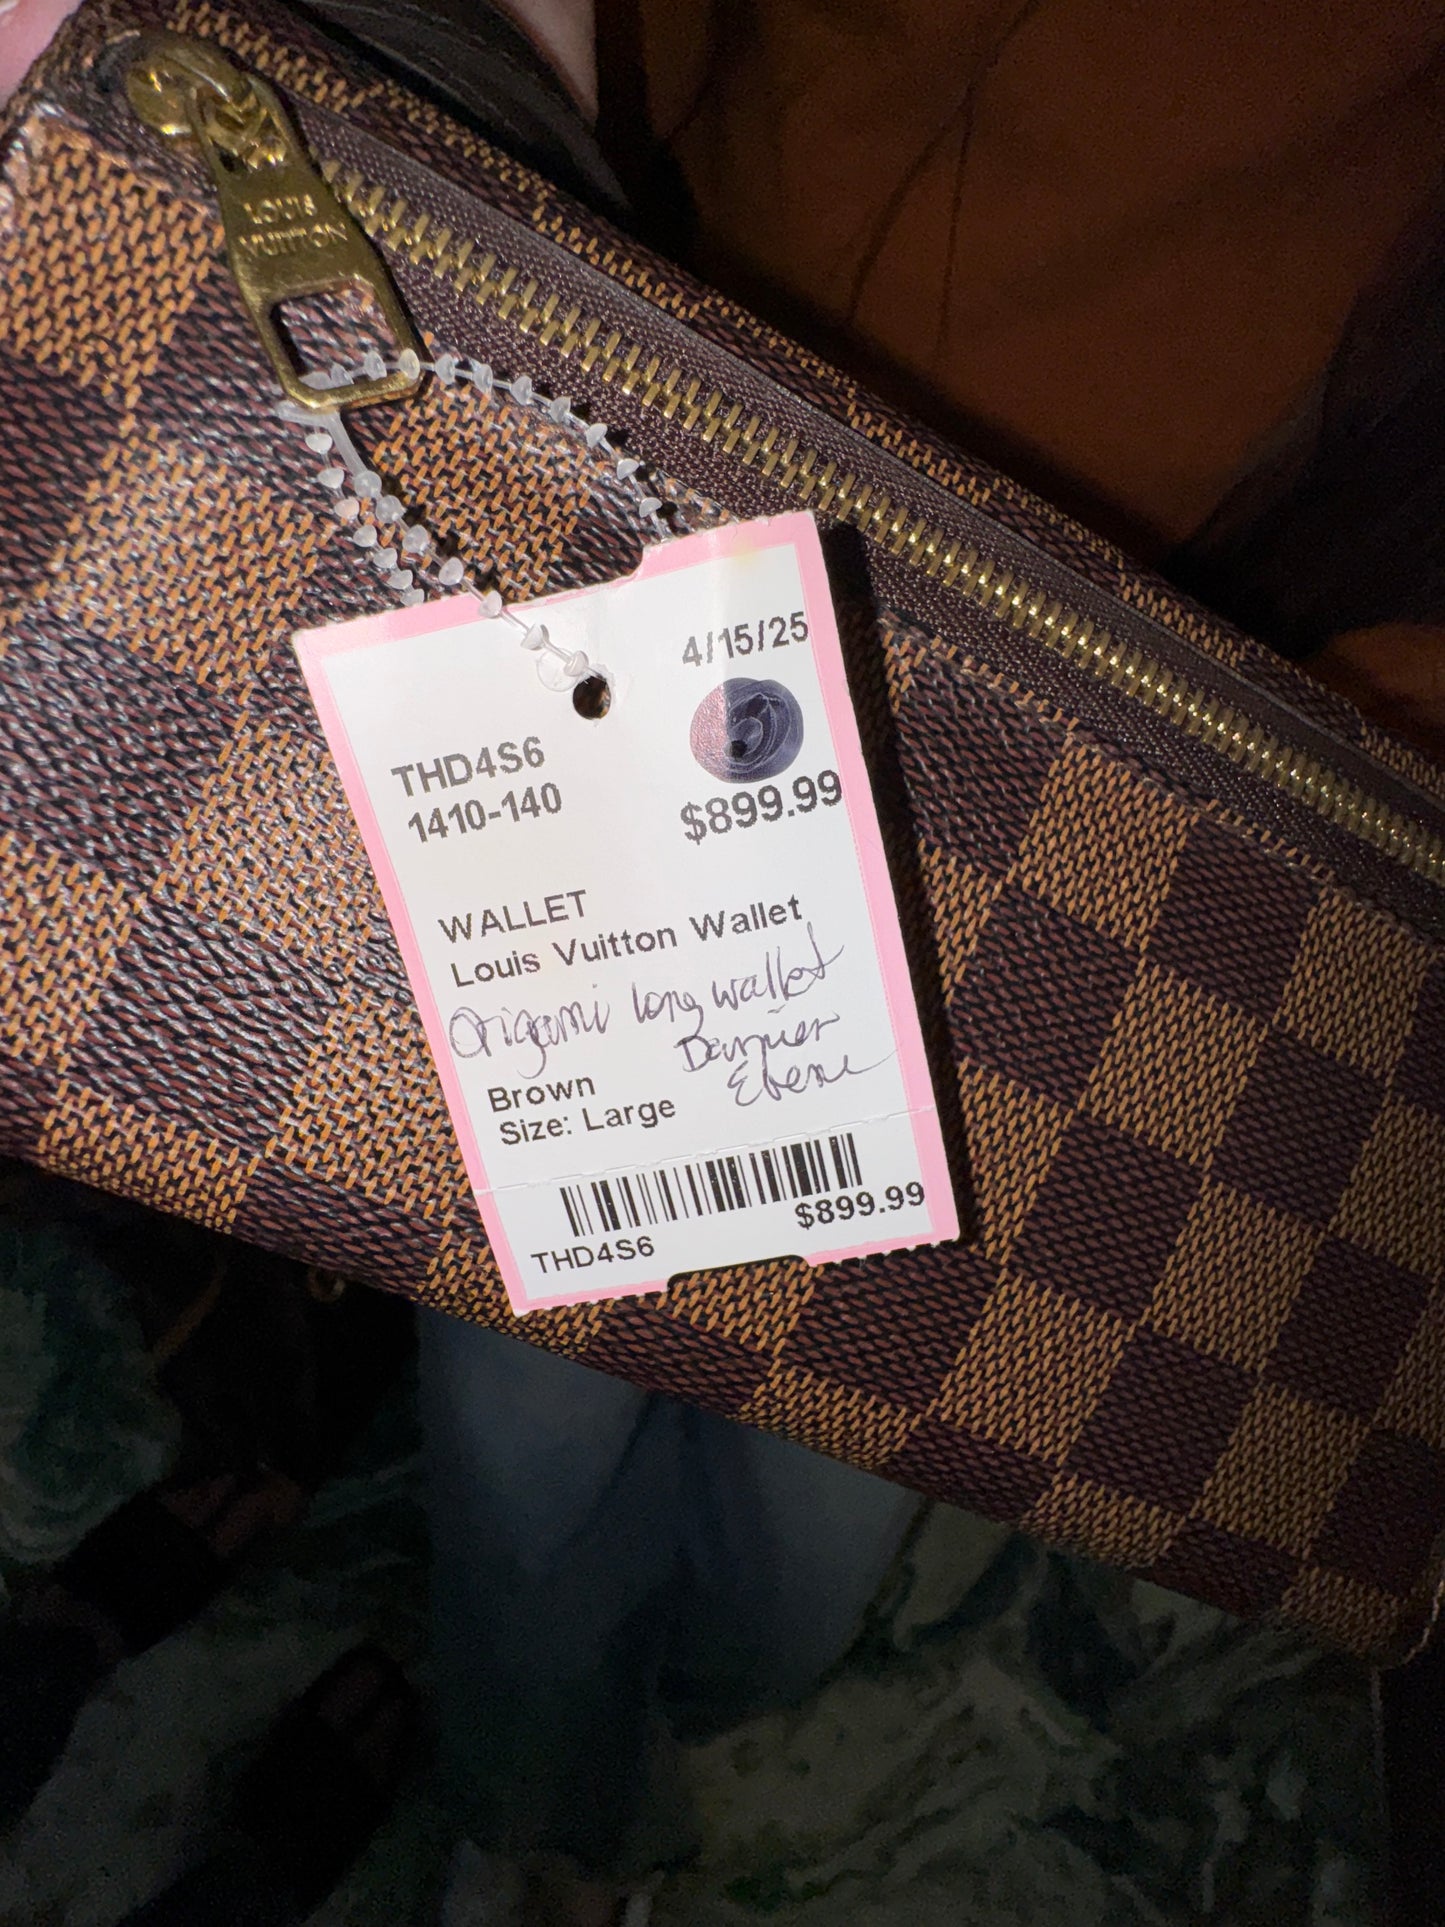 LOUIS
VUITTON
4/15/25
THD4S6
1410-140
$899.99
WALLET
Louis Vuitton Wallet
Origami long wallet
Damier
Ebene
Brown
Size: Large
$899.99
THD4S6